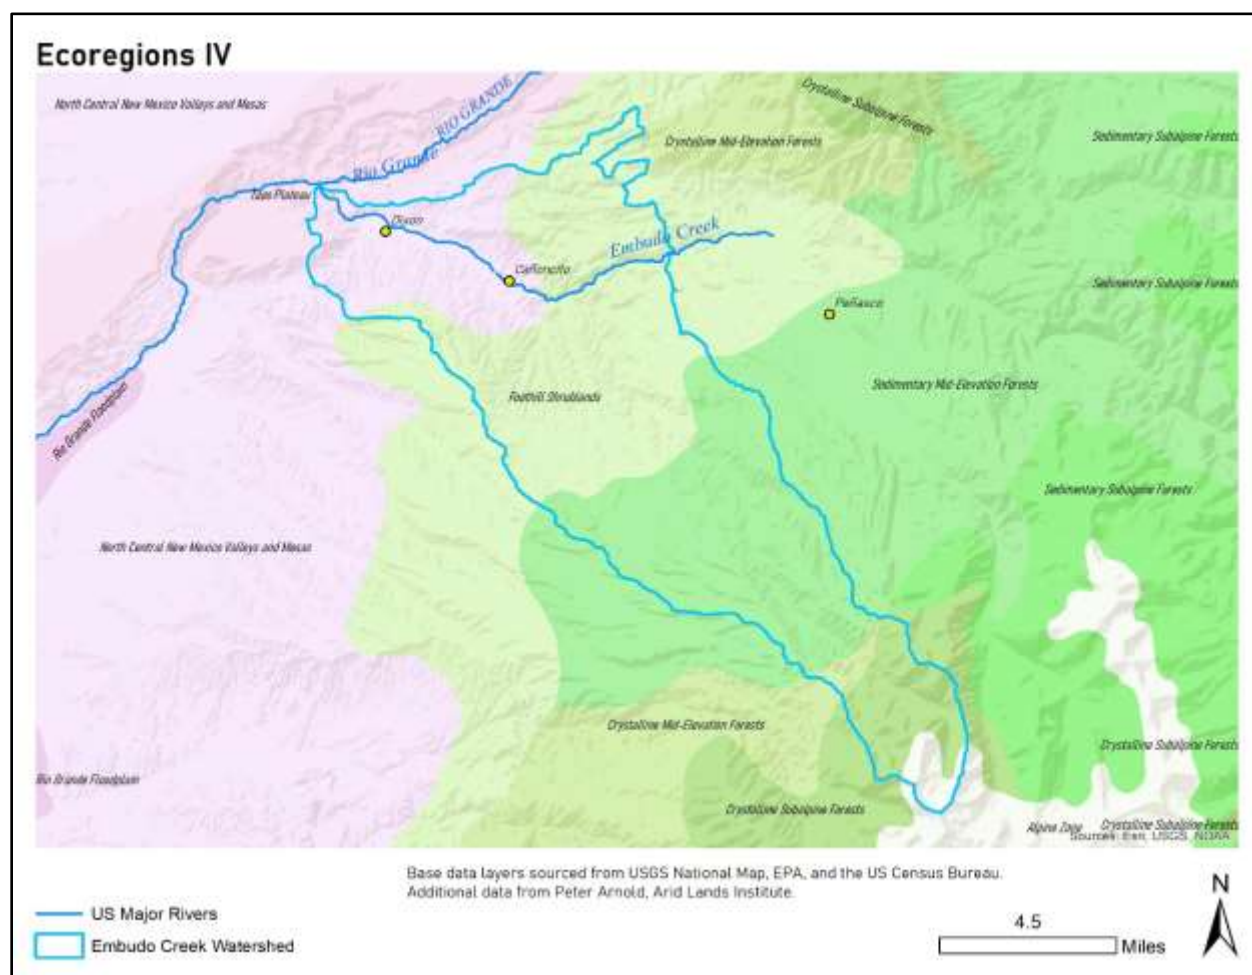 Ecoregions IV
North Central New Mexico Valleys and Mesas
RIO GRANDE
Crystalline Subalpine Forests
Crystalline Mid-Elevation Forests
Sedimentary Subalpine Forests
Rio Grande
Taos Plateau
Dixon
Embudo Creek
Cañoncito
Sedimentary Subalpine Forests
Peñasco
Sedimentary Mid-Elevation Forests
Foothill Shrublands
Rio Grande Floodplain
Sedimentary Subalpine Forests
North Central New Mexico Valleys and Mesas
Crystalline Mid-Elevation Forests
Crystalline Subalpine Forests
Rio Grande Floodplain
Crystalline Subalpine Forests
Alpine Zone
Crystalline Subalpine Forests
Sources: Esri, USGS, NOAA
Base data layers sourced from USGS National Map, EPA, and the US Census Bureau.
Additional data from Peter Arnold, Arid Lands Institute.
US Major Rivers
Embudo Creek Watershed
4.5
Miles
N